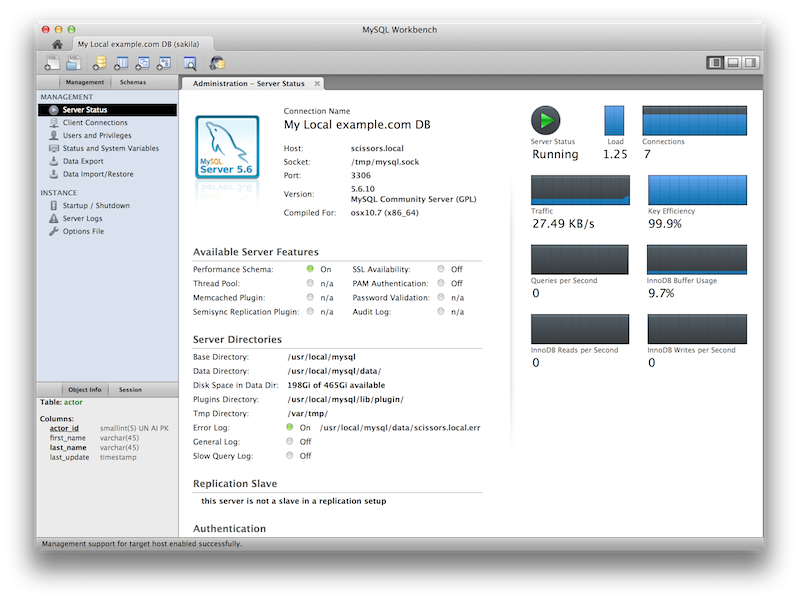 MySQL Workbench
My Local example.com DB (sakila)
Management Schemas
Administration - Server Status
MANAGEMENT
Server Status
Client Connections
Users and Privileges
Status and System Variables
Data Export
Data Import/Restore
INSTANCE
Startup / Shutdown
Server Logs
Options File
Object Info Session
Table: actor
Columns:
actor_id smallint(5) UN AI PK
first_name varchar(45)
last_name varchar(45)
last_update timestamp
MySQL
Server 5.6
Connection Name
My Local example.com DB
Host: scissors.local
Socket: /tmp/mysql.sock
Port: 3306
Version: 5.6.10
MySQL Community Server (GPL)
Compiled For: osx10.7 (x86_64)
Available Server Features
Performance Schema: On SSL Availability: Off
Thread Pool: n/a PAM Authentication: Off
Memcached Plugin: n/a Password Validation: n/a
Semisync Replication Plugin: n/a Audit Log: n/a
Server Directories
Base Directory: /usr/local/mysql
Data Directory: /usr/local/mysql/data/
Disk Space in Data Dir: 198Gi of 465Gi available
Plugins Directory: /usr/local/mysql/lib/plugin/
Tmp Directory: /var/tmp/
Error Log: On /usr/local/mysql/data/scissors.local.err
General Log: Off
Slow Query Log: Off
Replication Slave
this server is not a slave in a replication setup
Authentication
Server Status Load Connections
Running 1.25 7
Traffic Key Efficiency
27.49 KB/s 99.9%
Queries per Second InnoDB Buffer Usage
0 9.7%
InnoDB Reads per Second InnoDB Writes per Second
0 0
Management support for target host enabled successfully.